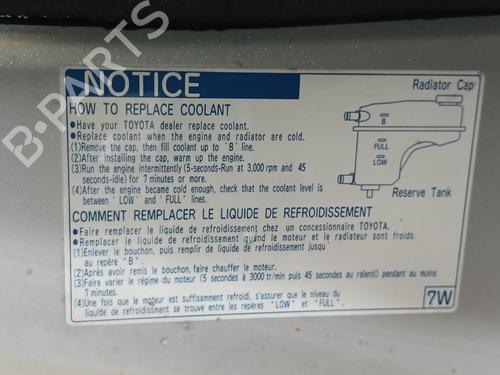 B-PARTS
NOTICE
Radiator Cap
HOW TO REPLACE COOLANT
●Have your TOYOTA dealer replace coolant.
●Replace coolant when the engine and radiator are cold.
(1)Remove the cap, then fill coolant up to "B" line.
(2)After installing the cap, warm up the engine.
(3)Run the engine intermittently (5-seconds-Run at 3,000 rpm and 45
seconds-idle) for 7 minutes or more.
(4)After the engine became cold enough, check that the coolant level is
between "LOW" and "FULL" lines.
B
FULL
LOW
Reserve Tank
COMMENT REMPLACER LE LIQUIDE DE REFROIDISSEMENT
●Faire remplacer le liquide de refroidissement chez un concessionnaire TOYOTA.
●Remplacer le liquide de refroidissement quand le moteur et le radiateur sont froids.
(1)Enlever le bouchon, puis remplir de liquide de refroidissement jusqu'
au repère "B".
(2)Après avoir remis le bouchon, faire chauffer le moteur.
(3)Faire varier le régime du moteur (5 secondes à 3000 tr/min puis 45 secondes au ralenti) pendant au moins
7 minutes.
(4)Une fois que le moteur est suffisamment refroidi, s'assurer que le niveau du
liquide de refroidissement se trouve entre les repères "LOW" et "FULL".
7W